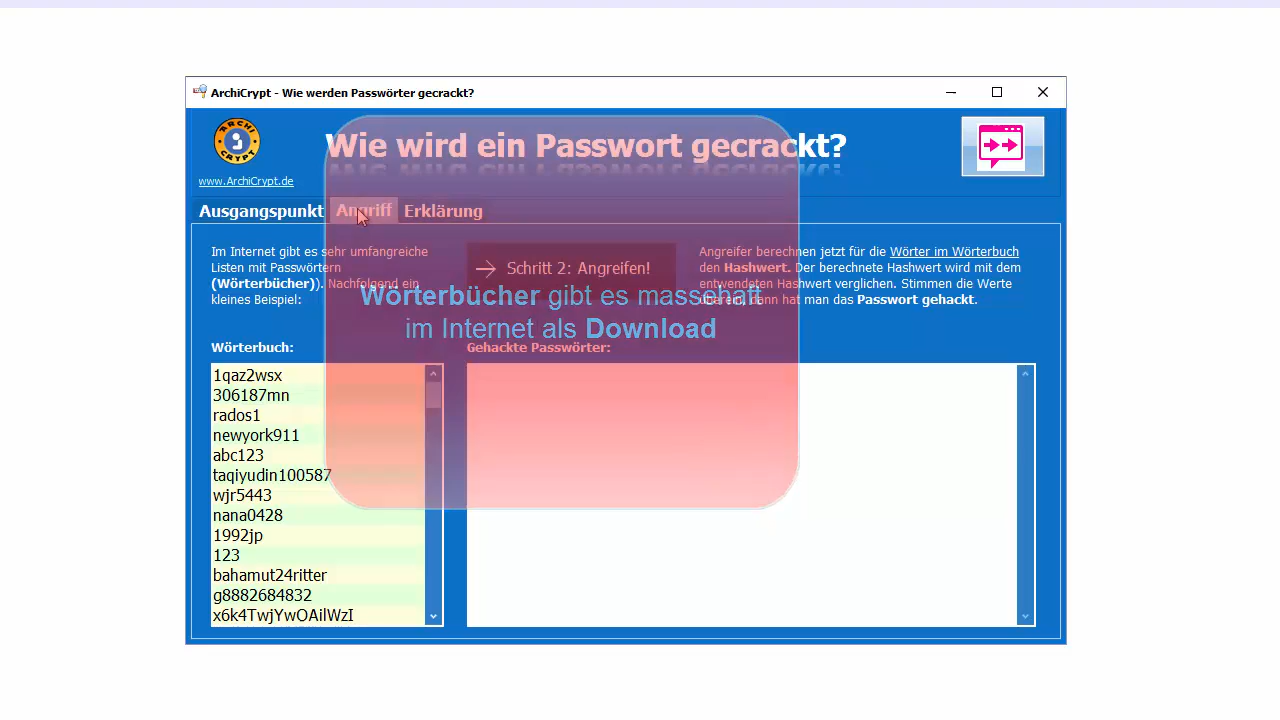 ArchiCrypt - Wie werden Passwörter gecrackt?
ARCHI
CRYPT
Wie wird ein Passwort gecrackt?
www.ArchiCrypt.de
Ausgangspunkt Angriff Erklärung
Im Internet gibt es sehr umfangreiche
Listen mit Passwörtern
(Wörterbücher)). Nachfolgend ein
kleines Beispiel:
Schritt 2: Angreifen!
Angreifer berechnen jetzt für die Wörter im Wörterbuch
den Hashwert. Der berechnete Hashwert wird mit dem
entwendeten Hashwert verglichen. Stimmen die Werte
überein, dann hat man das Passwort gehackt.
Wörterbücher gibt es massehaft
im Internet als Download
Wörterbuch:
Gehackte Passwörter:
1qaz2wsx
306187mn
rados1
newyork911
abc123
taqiyudin100587
wjr5443
nana0428
1992jp
123
bahamut24ritter
g8882684832
x6k4TwjYwOAilWzI